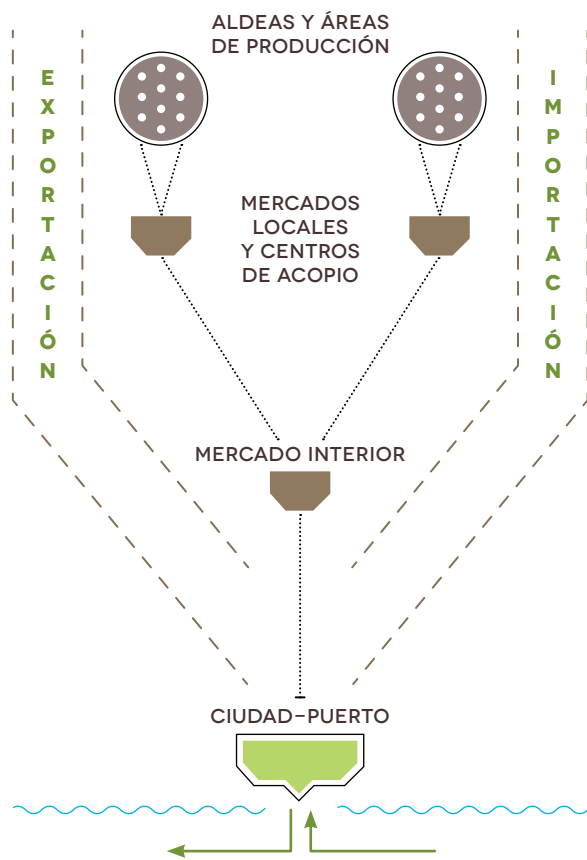 ALDEAS Y ÁREAS
DE PRODUCCIÓN
EXPORTACIÓN
IMPORTACIÓN
MERCADOS
LOCALES
Y CENTROS
DE ACOPIO
MERCADO INTERIOR
CIUDAD-PUERTO